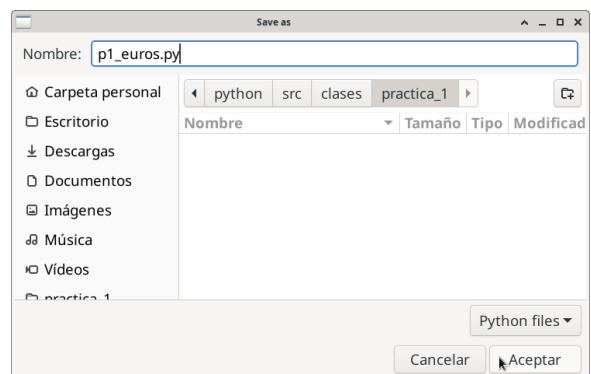 Save as
Nombre: p1_euros.py
Carpeta personal
python src clases practica_1
Escritorio
Nombre Tamaño Tipo Modificad
Descargas
Documentos
Imágenes
Música
Vídeos
practica_1
Python files
Cancelar Aceptar